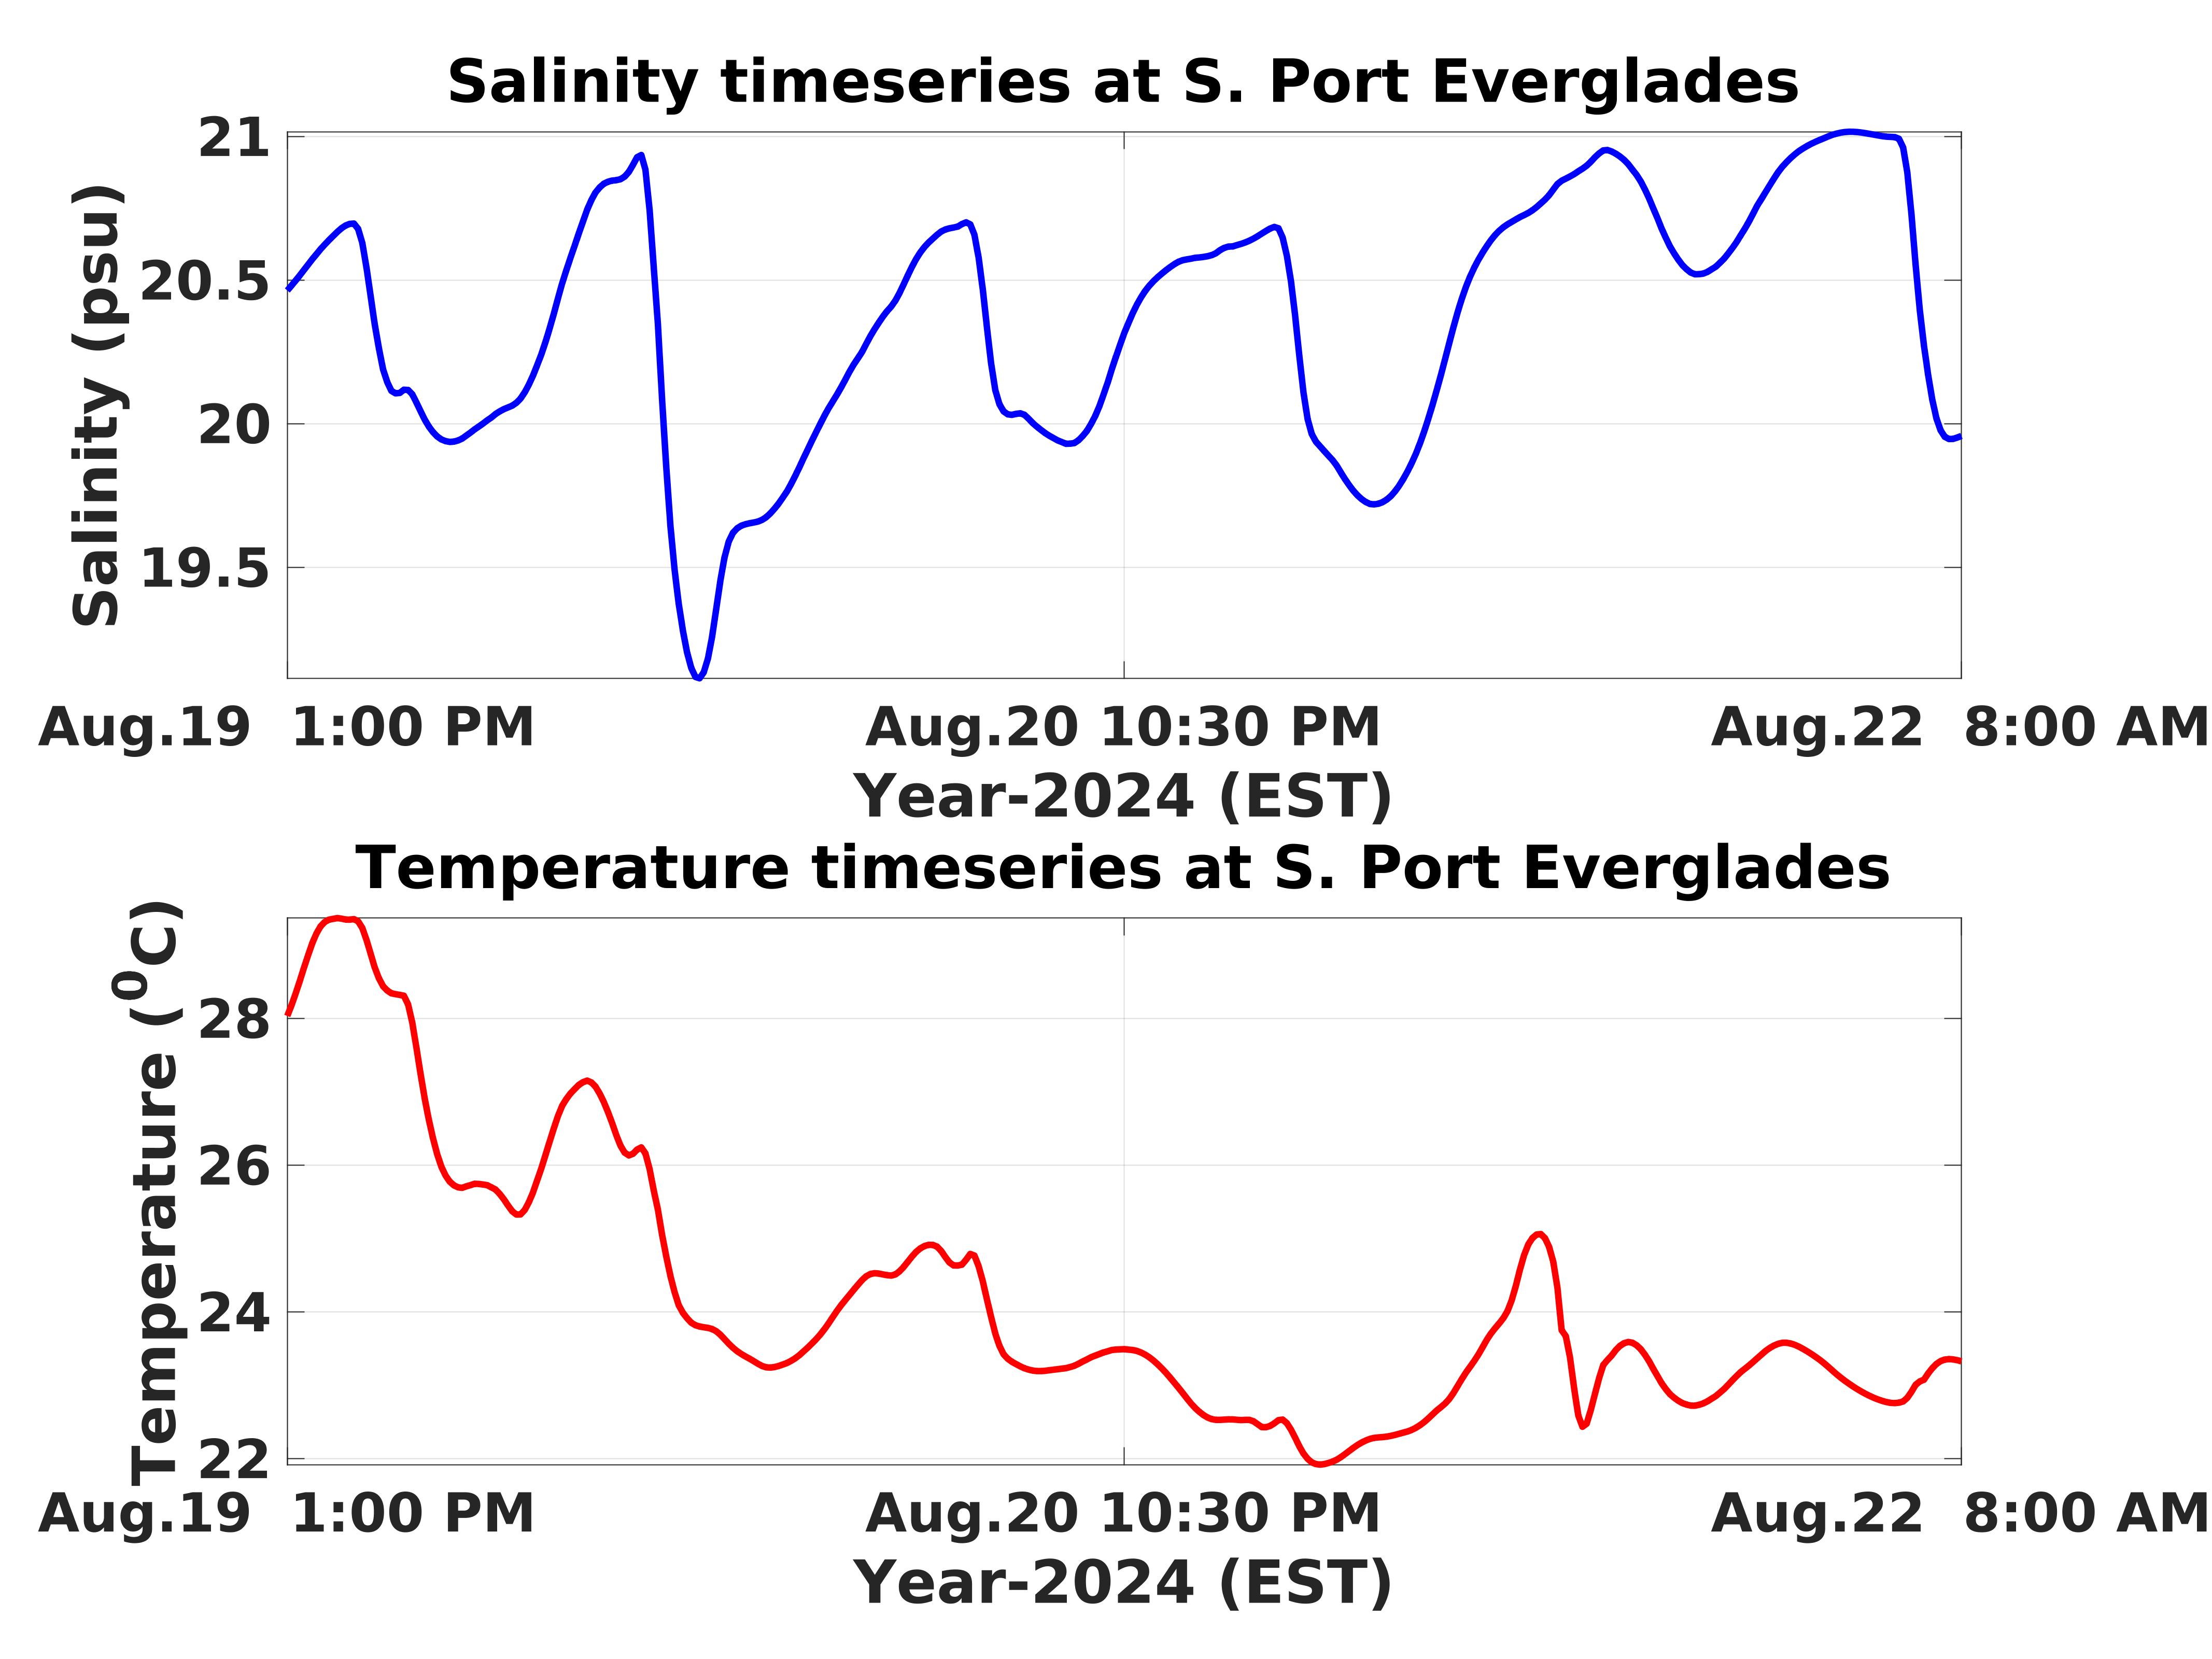 Salinity timeseries at S. Port Everglades
Salinity (psu)
21
20.5
20
19.5
Aug.19  1:00 PM
Aug.20 10:30 PM
Aug.22  8:00 AM
Year-2024 (EST)
Temperature timeseries at S. Port Everglades
Temperature (⁰C)
28
26
24
22
Aug.19  1:00 PM
Aug.20 10:30 PM
Aug.22  8:00 AM
Year-2024 (EST)